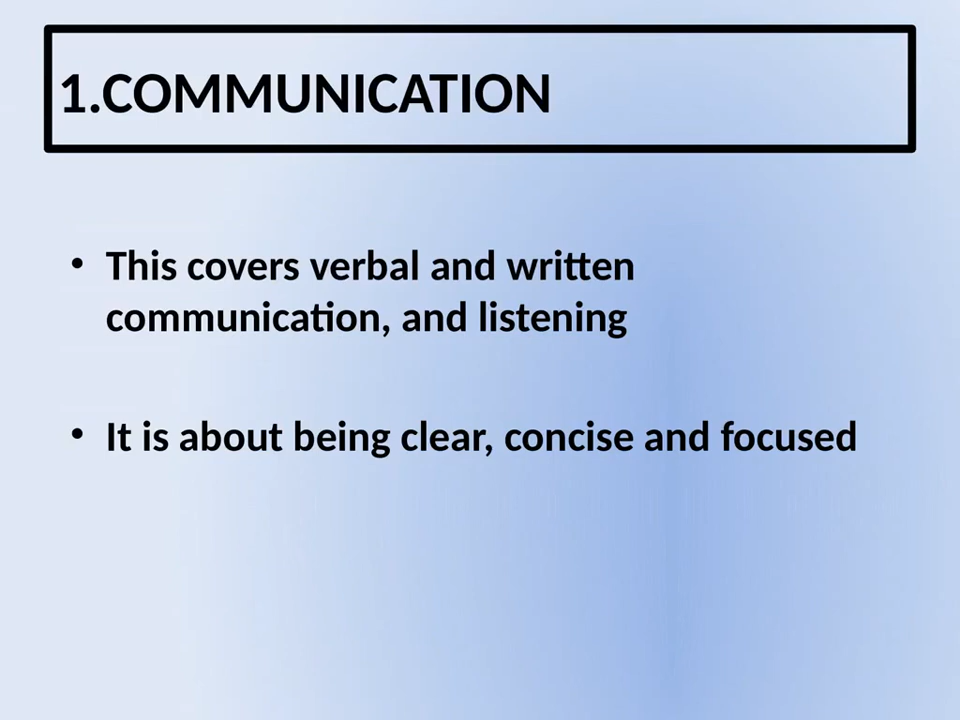 1.COMMUNICATION
• This covers verbal and written
communication, and listening
• It is about being clear, concise and focused